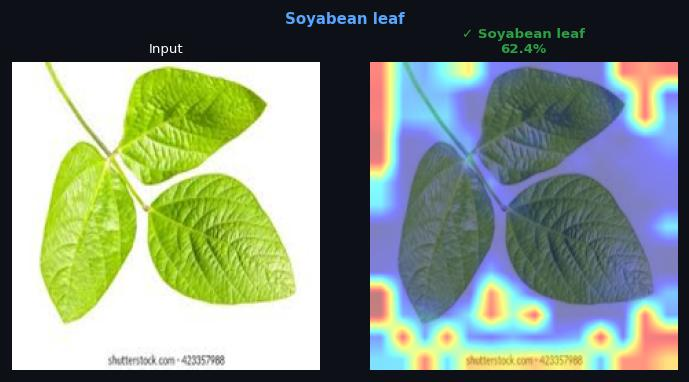 Soyabean leaf
Input
✓ Soyabean leaf
62.4%
shutterstock.com · 423357988
shutterstock.com · 423357988